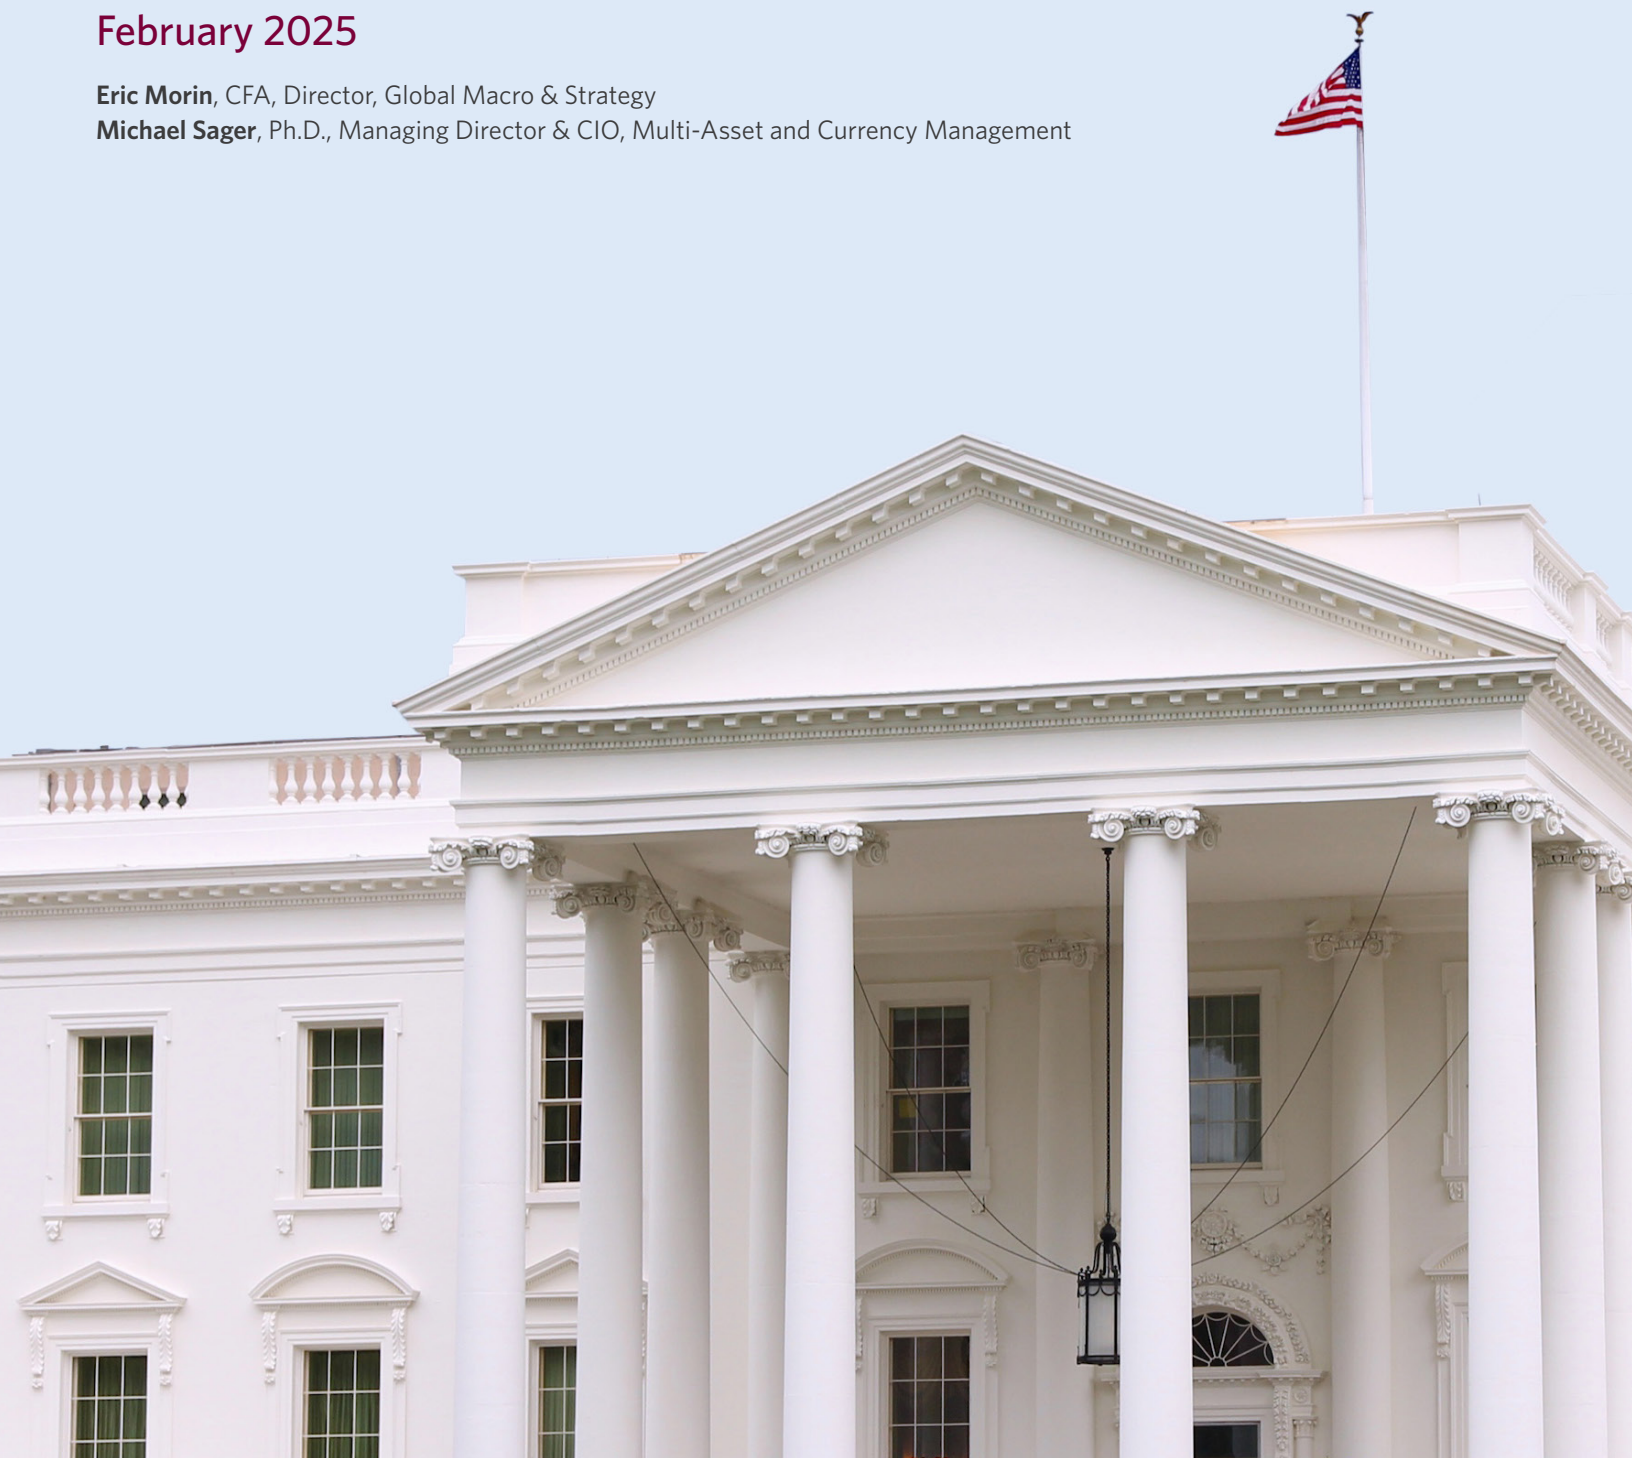 February 2025
Eric Morin, CFA, Director, Global Macro & Strategy
Michael Sager, Ph.D., Managing Director & CIO, Multi-Asset and Currency Management